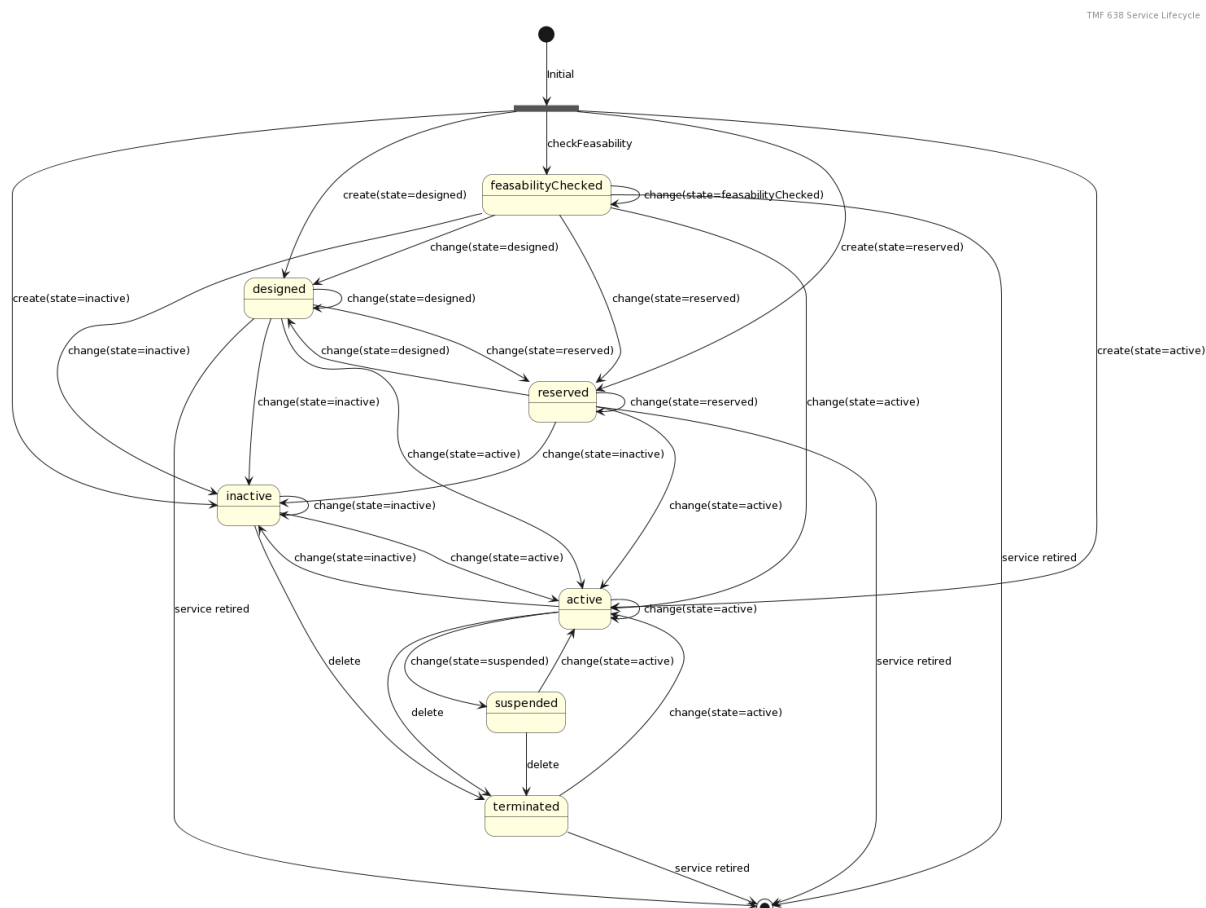 TMF 638 Service Lifecycle
Initial
checkFeasability
feasabilityChecked
create(state=designed)
change(state=feasabilityChecked)
change(state=designed)
create(state=reserved)
designed
create(state=inactive)
change(state=designed)
change(state=reserved)
change(state=inactive)
change(state=designed)
change(state=reserved)
create(state=active)
reserved
change(state=inactive)
change(state=reserved)
change(state=active)
change(state=active)
change(state=inactive)
inactive
change(state=inactive)
change(state=active)
change(state=inactive)
change(state=active)
service retired
active
service retired
change(state=active)
delete
change(state=suspended)
change(state=active)
service retired
suspended
delete
change(state=active)
delete
terminated
service retired